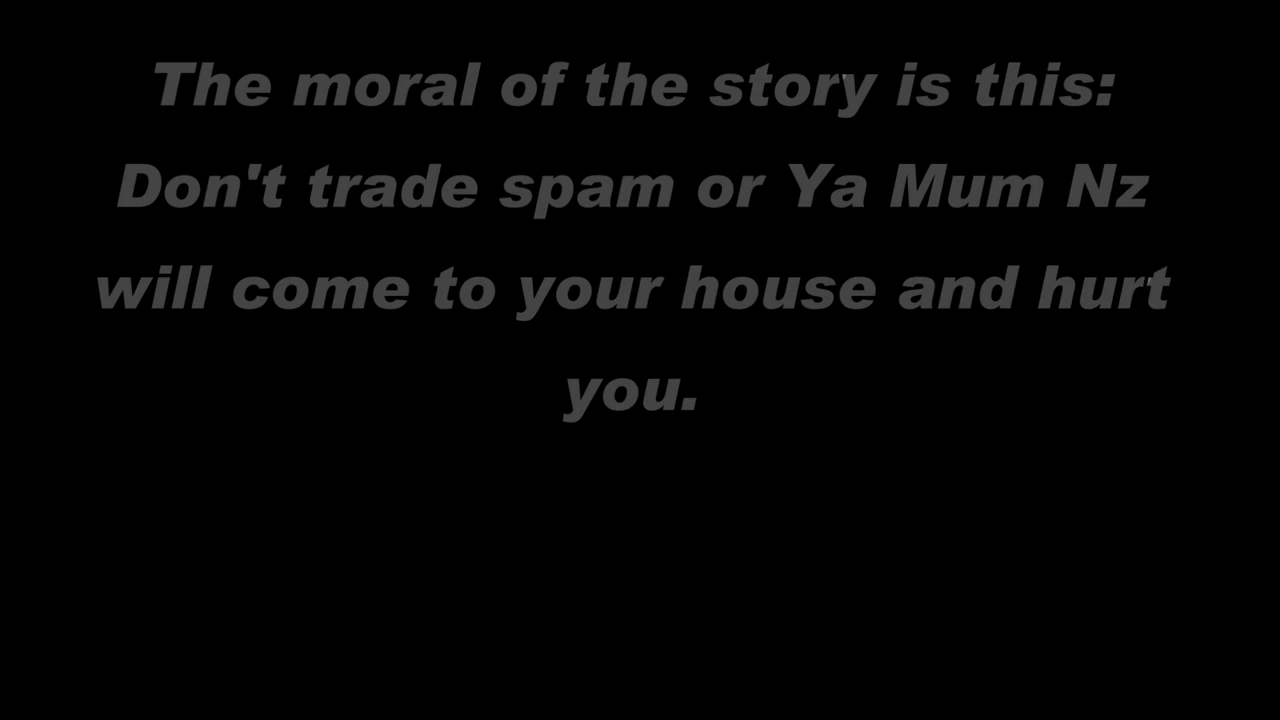 The moral of the story is this:
Don't trade spam or Ya Mum Nz
will come to your house and hurt
you.